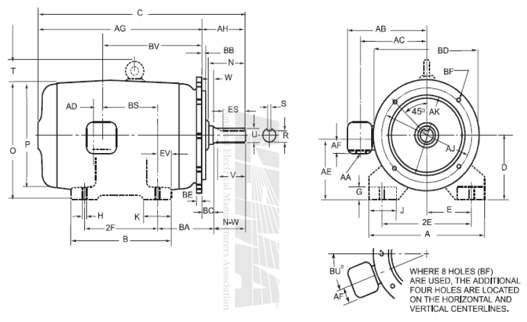 C
AG
AH
BV
BB
N
W
T
ES
S
AD
BS
P
U
R
O
EV
V
BE
BC
H
K
N-W
2F
BA
B
Manufacturers Association
AB
AC
BD
BF
45°
AK
AF
AJ
AE
AA
D
G
J
E
2E
A
BU°
AF
WHERE 8 HOLES (BF)
ARE USED, THE ADDITIONAL
FOUR HOLES ARE LOCATED
ON THE HORIZONTAL AND
VERTICAL CENTERLINES.